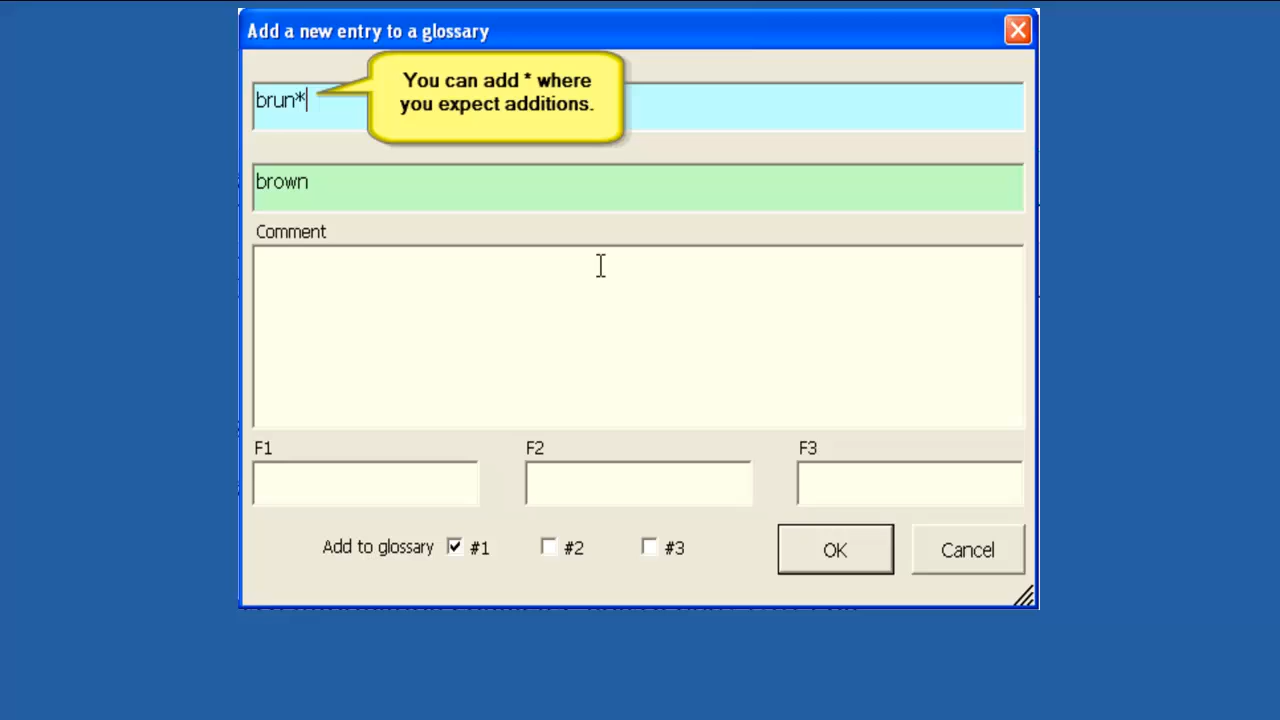 Add a new entry to a glossary
You can add * where
you expect additions.
brun*
brown
Comment
F1 F2 F3
Add to glossary #1 #2 #3 OK Cancel